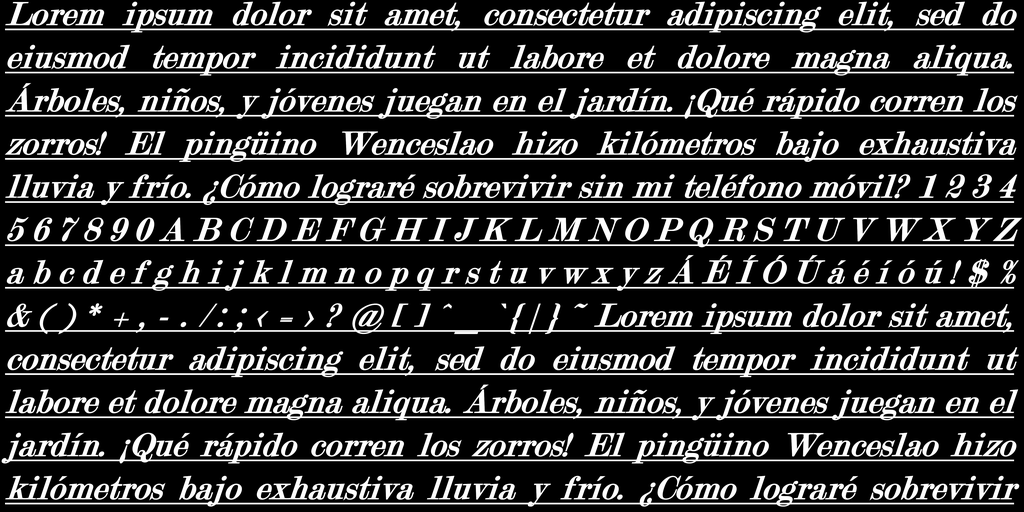 Lorem ipsum dolor sit amet, consectetur adipiscing elit, sed do
eiusmod tempor incididunt ut labore et dolore magna aliqua.
Árboles, niños, y jóvenes juegan en el jardín. ¡Qué rápido corren los
zorros! El pingüino Wenceslao hizo kilómetros bajo exhaustiva
lluvia y frío. ¿Cómo lograré sobrevivir sin mi teléfono móvil? 1 2 3 4
5 6 7 8 9 0 A B C D E F G H I J K L M N O P Q R S T U V W X Y Z
a b c d e f g h i j k l m n o p q r s t u v w x y z Á É Í Ó Ú á é í ó ú ! $ %
& ( ) * + , - . / : ; < = > ? @ [ ] ^ _ ` { | } ~ Lorem ipsum dolor sit amet,
consectetur adipiscing elit, sed do eiusmod tempor incididunt ut
labore et dolore magna aliqua. Árboles, niños, y jóvenes juegan en el
jardín. ¡Qué rápido corren los zorros! El pingüino Wenceslao hizo
kilómetros bajo exhaustiva lluvia y frío. ¿Cómo lograré sobrevivir